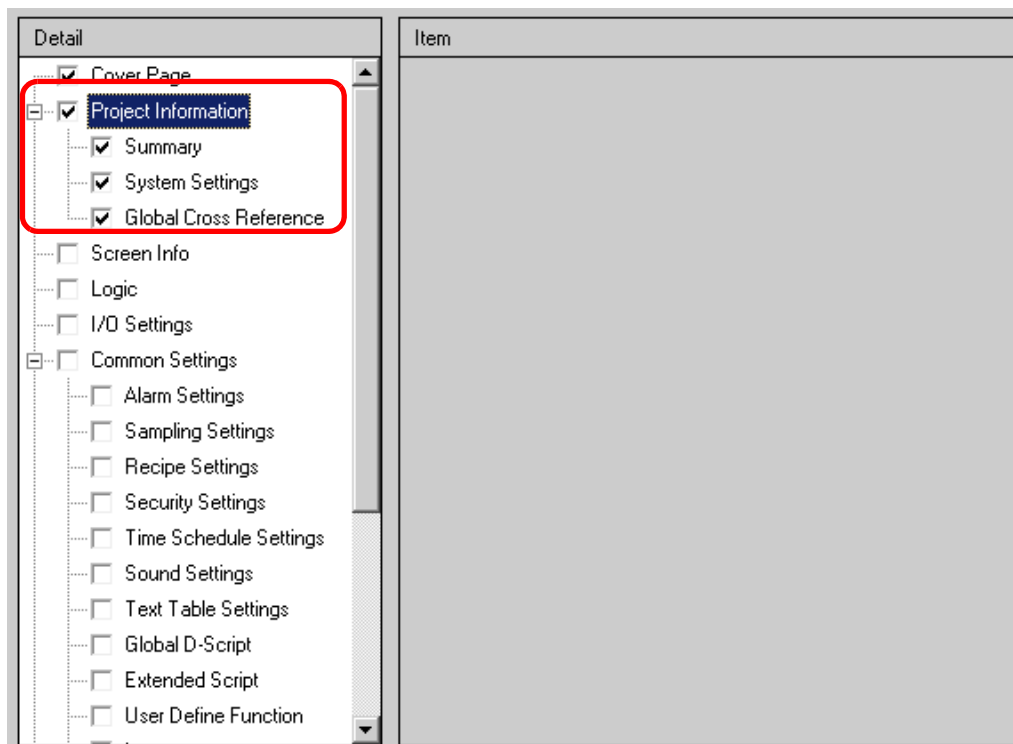 Detail
Item
Cover Page
Project Information
Summary
System Settings
Global Cross Reference
Screen Info
Logic
I/O Settings
Common Settings
Alarm Settings
Sampling Settings
Recipe Settings
Security Settings
Time Schedule Settings
Sound Settings
Text Table Settings
Global D-Script
Extended Script
User Define Function